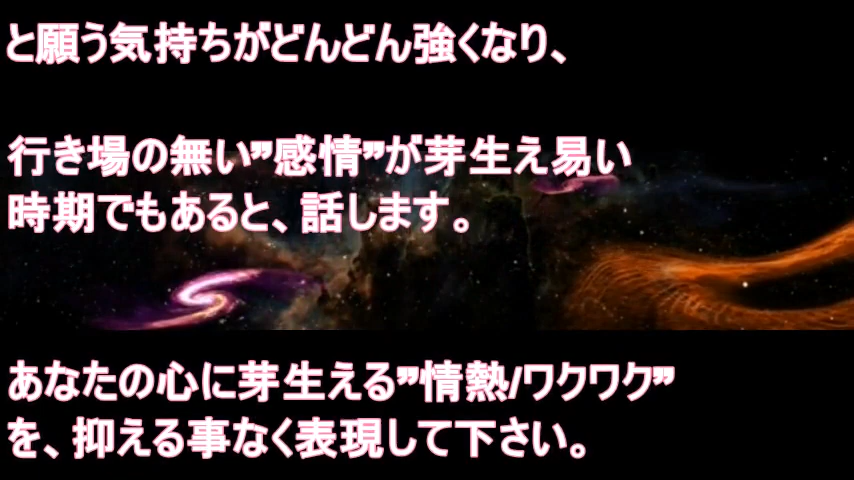 と願う気持ちがどんどん強くなり、
行き場の無い”感情”が芽生え易い
時期でもあると、話します。
あなたの心に芽生える”情熱/ワクワク”
を、抑える事なく表現して下さい。